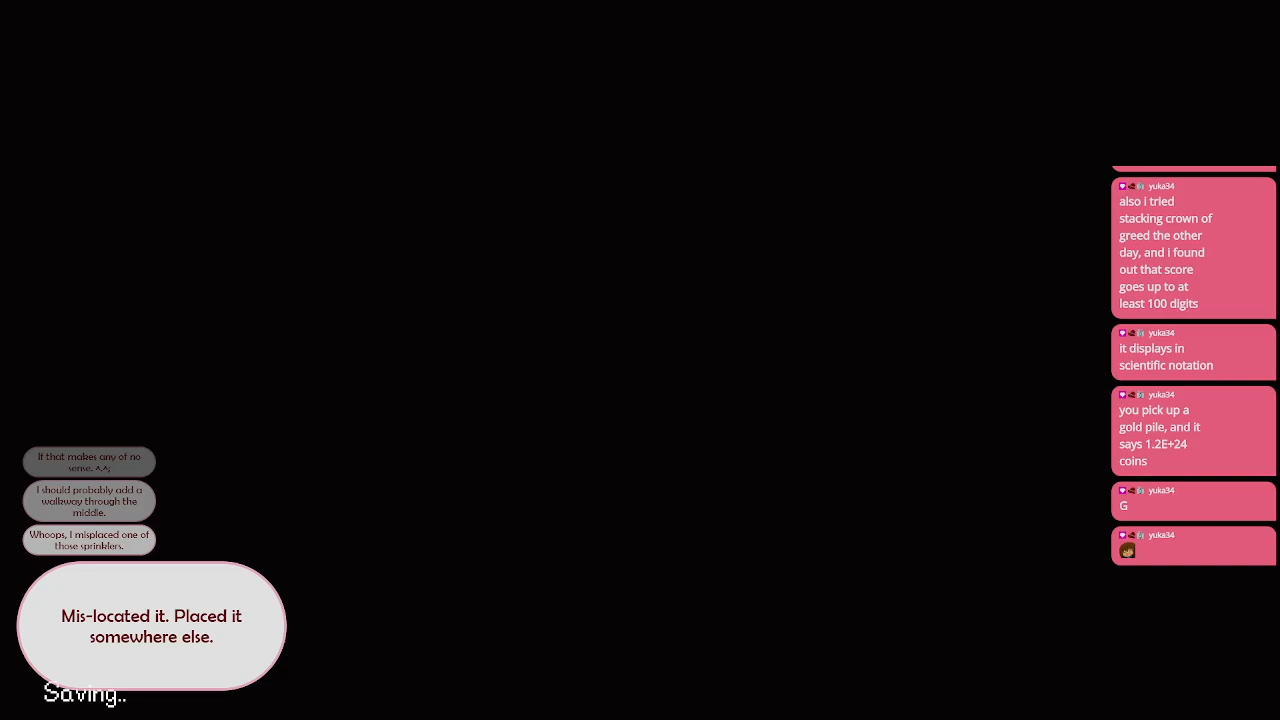 yuka34
also i tried
stacking crown of
greed the other
day, and i found
out that score
goes up to at
least 100 digits
yuka34
it displays in
scientific notation
yuka34
you pick up a
gold pile, and it
says 1.2E+24
coins
yuka34
G
yuka34
If that makes any of no
sense. ^.^;
I should probably add a
walkway through the
middle.
Whoops, I misplaced one of
those sprinklers.
Mis-located it. Placed it
somewhere else.
Saving..